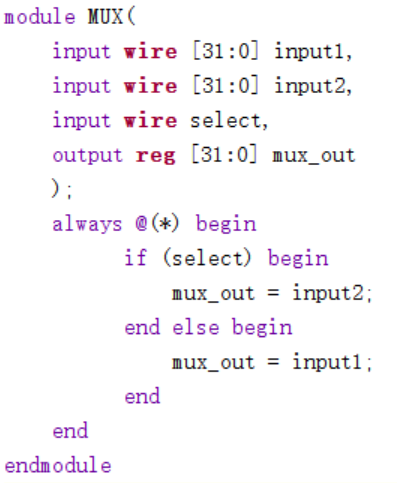 module MUX(
    input wire [31:0] input1,
    input wire [31:0] input2,
    input wire select,
    output reg [31:0] mux_out
    );
    always @(*) begin
          if (select) begin
              mux_out = input2;
          end else begin
              mux_out = input1;
          end
    end
endmodule